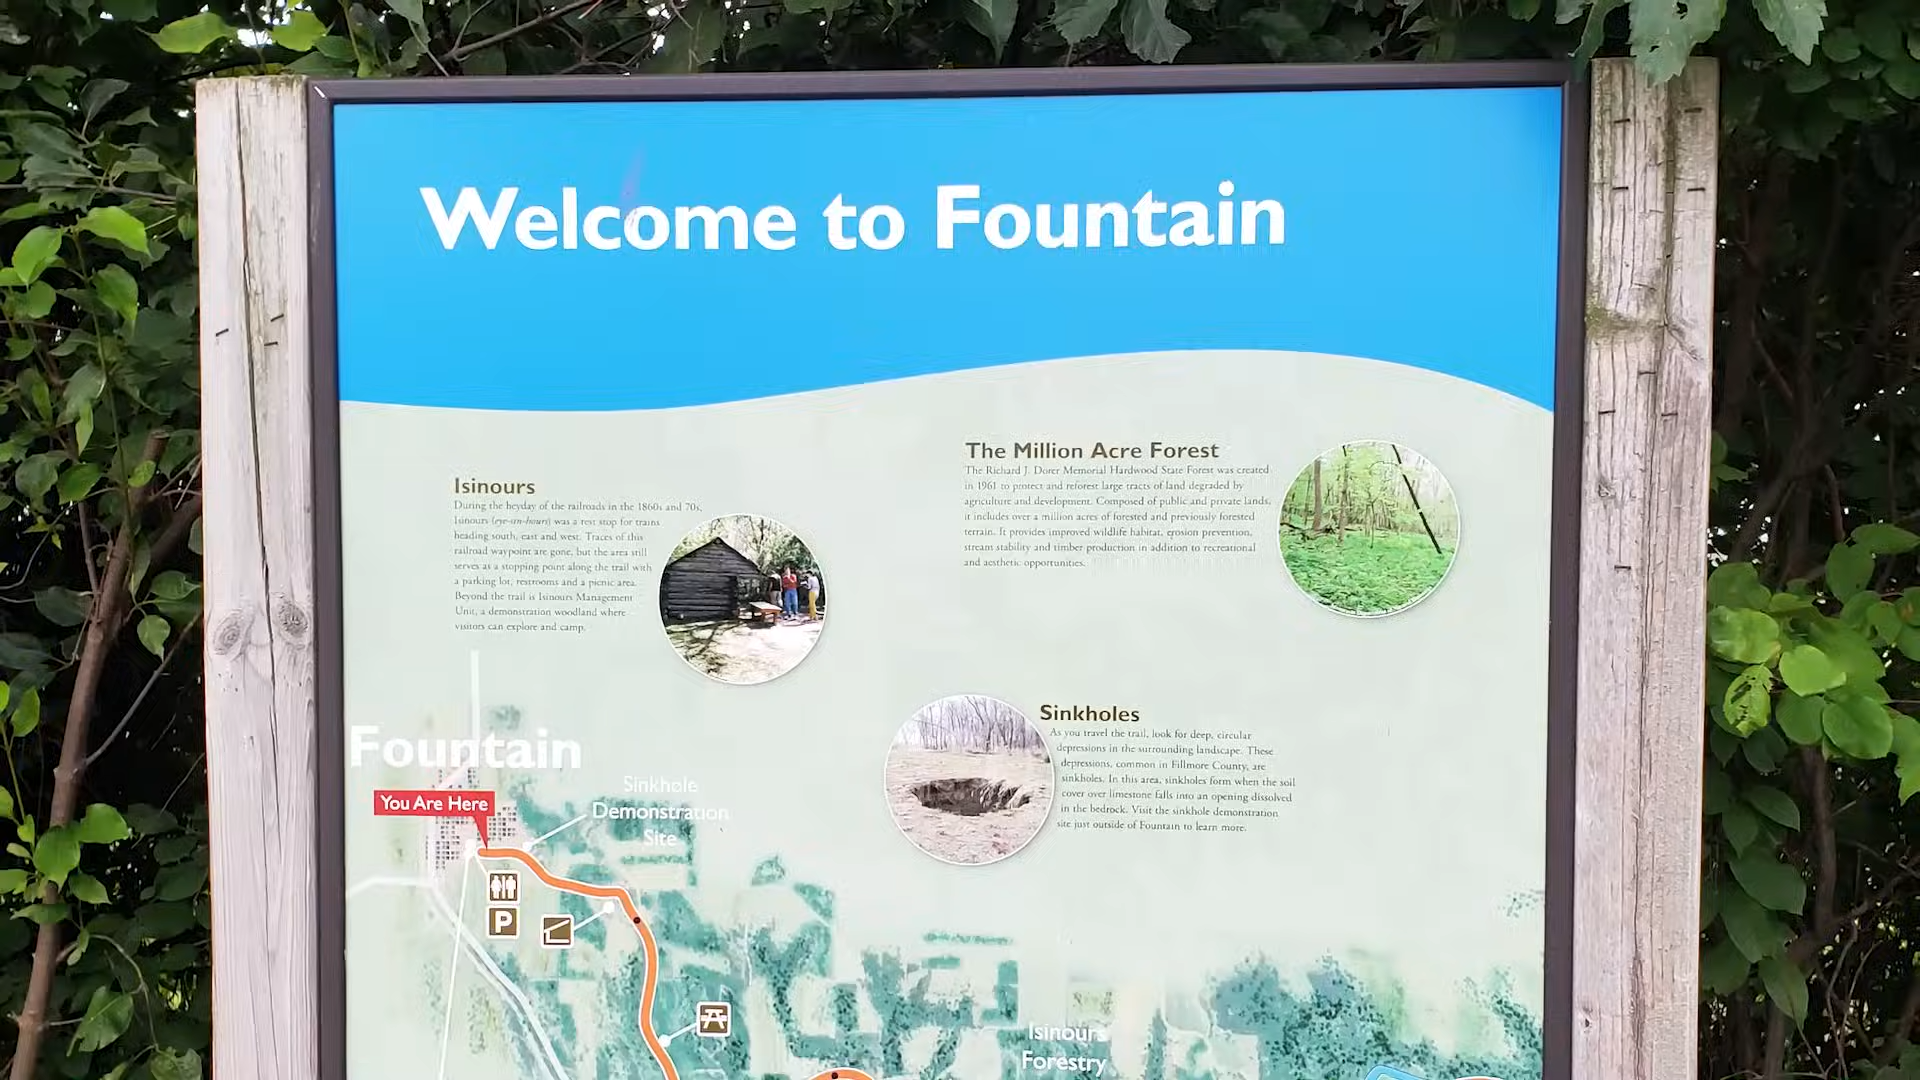 Welcome to Fountain
Isinours
During the heyday of the railroads in the 1860s and 70s,
Isinours (eye-sin-hours) was a rest stop for trains
heading south, east and west. Traces of this
railroad waypoint are gone, but the area still
serves as a stopping point along the trail with
a parking lot, restrooms and a picnic area.
Beyond the trail is Isinours Management
Unit, a demonstration woodland where
visitors can explore and camp.
The Million Acre Forest
The Richard J. Dorer Memorial Hardwood State Forest was created
in 1961 to protect and reforest large tracts of land degraded by
agriculture and development. Composed of public and private lands,
it includes over a million acres of forested and previously forested
terrain. It provides improved wildlife habitat, erosion prevention,
stream stability and timber production in addition to recreational
and aesthetic opportunities.
Sinkholes
As you travel the trail, look for deep, circular
depressions in the surrounding landscape. These
depressions, common in Fillmore County, are
sinkholes. In this area, sinkholes form when the soil
cover over limestone falls into an opening dissolved
in the bedrock. Visit the sinkhole demonstration
site just outside of Fountain to learn more.
Fountain
You Are Here
Sinkhole
Demonstration
Site
P
Isinours
Forestry